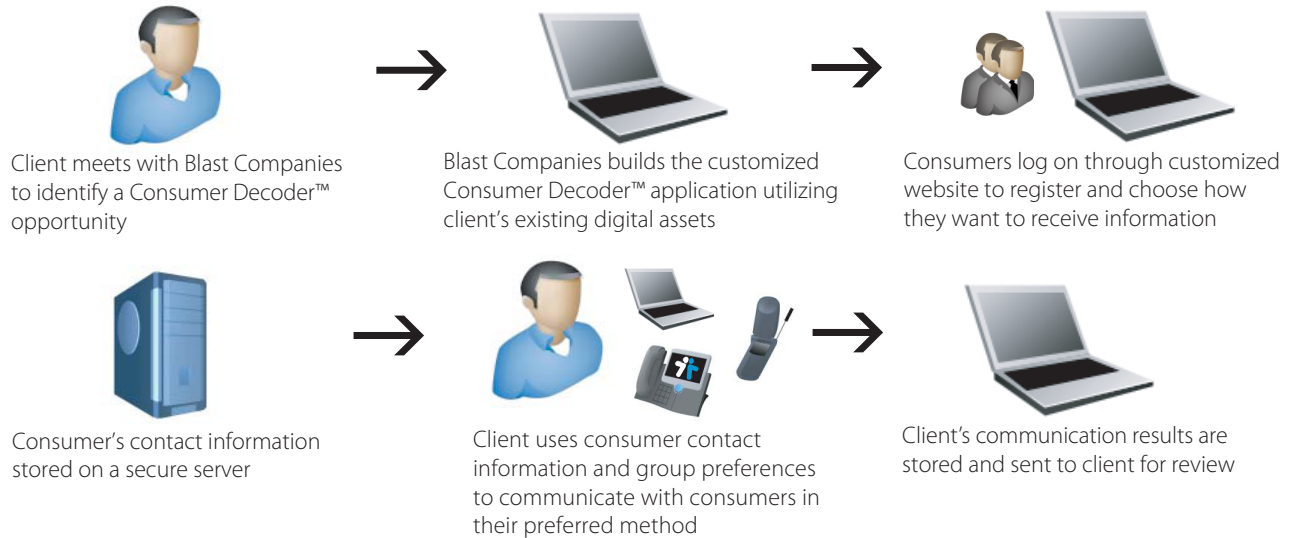 Client meets with Blast Companies
to identify a Consumer Decoder™
opportunity
Blast Companies builds the customized
Consumer Decoder™ application utilizing
client's existing digital assets
Consumers log on through customized
website to register and choose how
they want to receive information
Consumer's contact information
stored on a secure server
Client uses consumer contact
information and group preferences
to communicate with consumers in
their preferred method
Client's communication results are
stored and sent to client for review